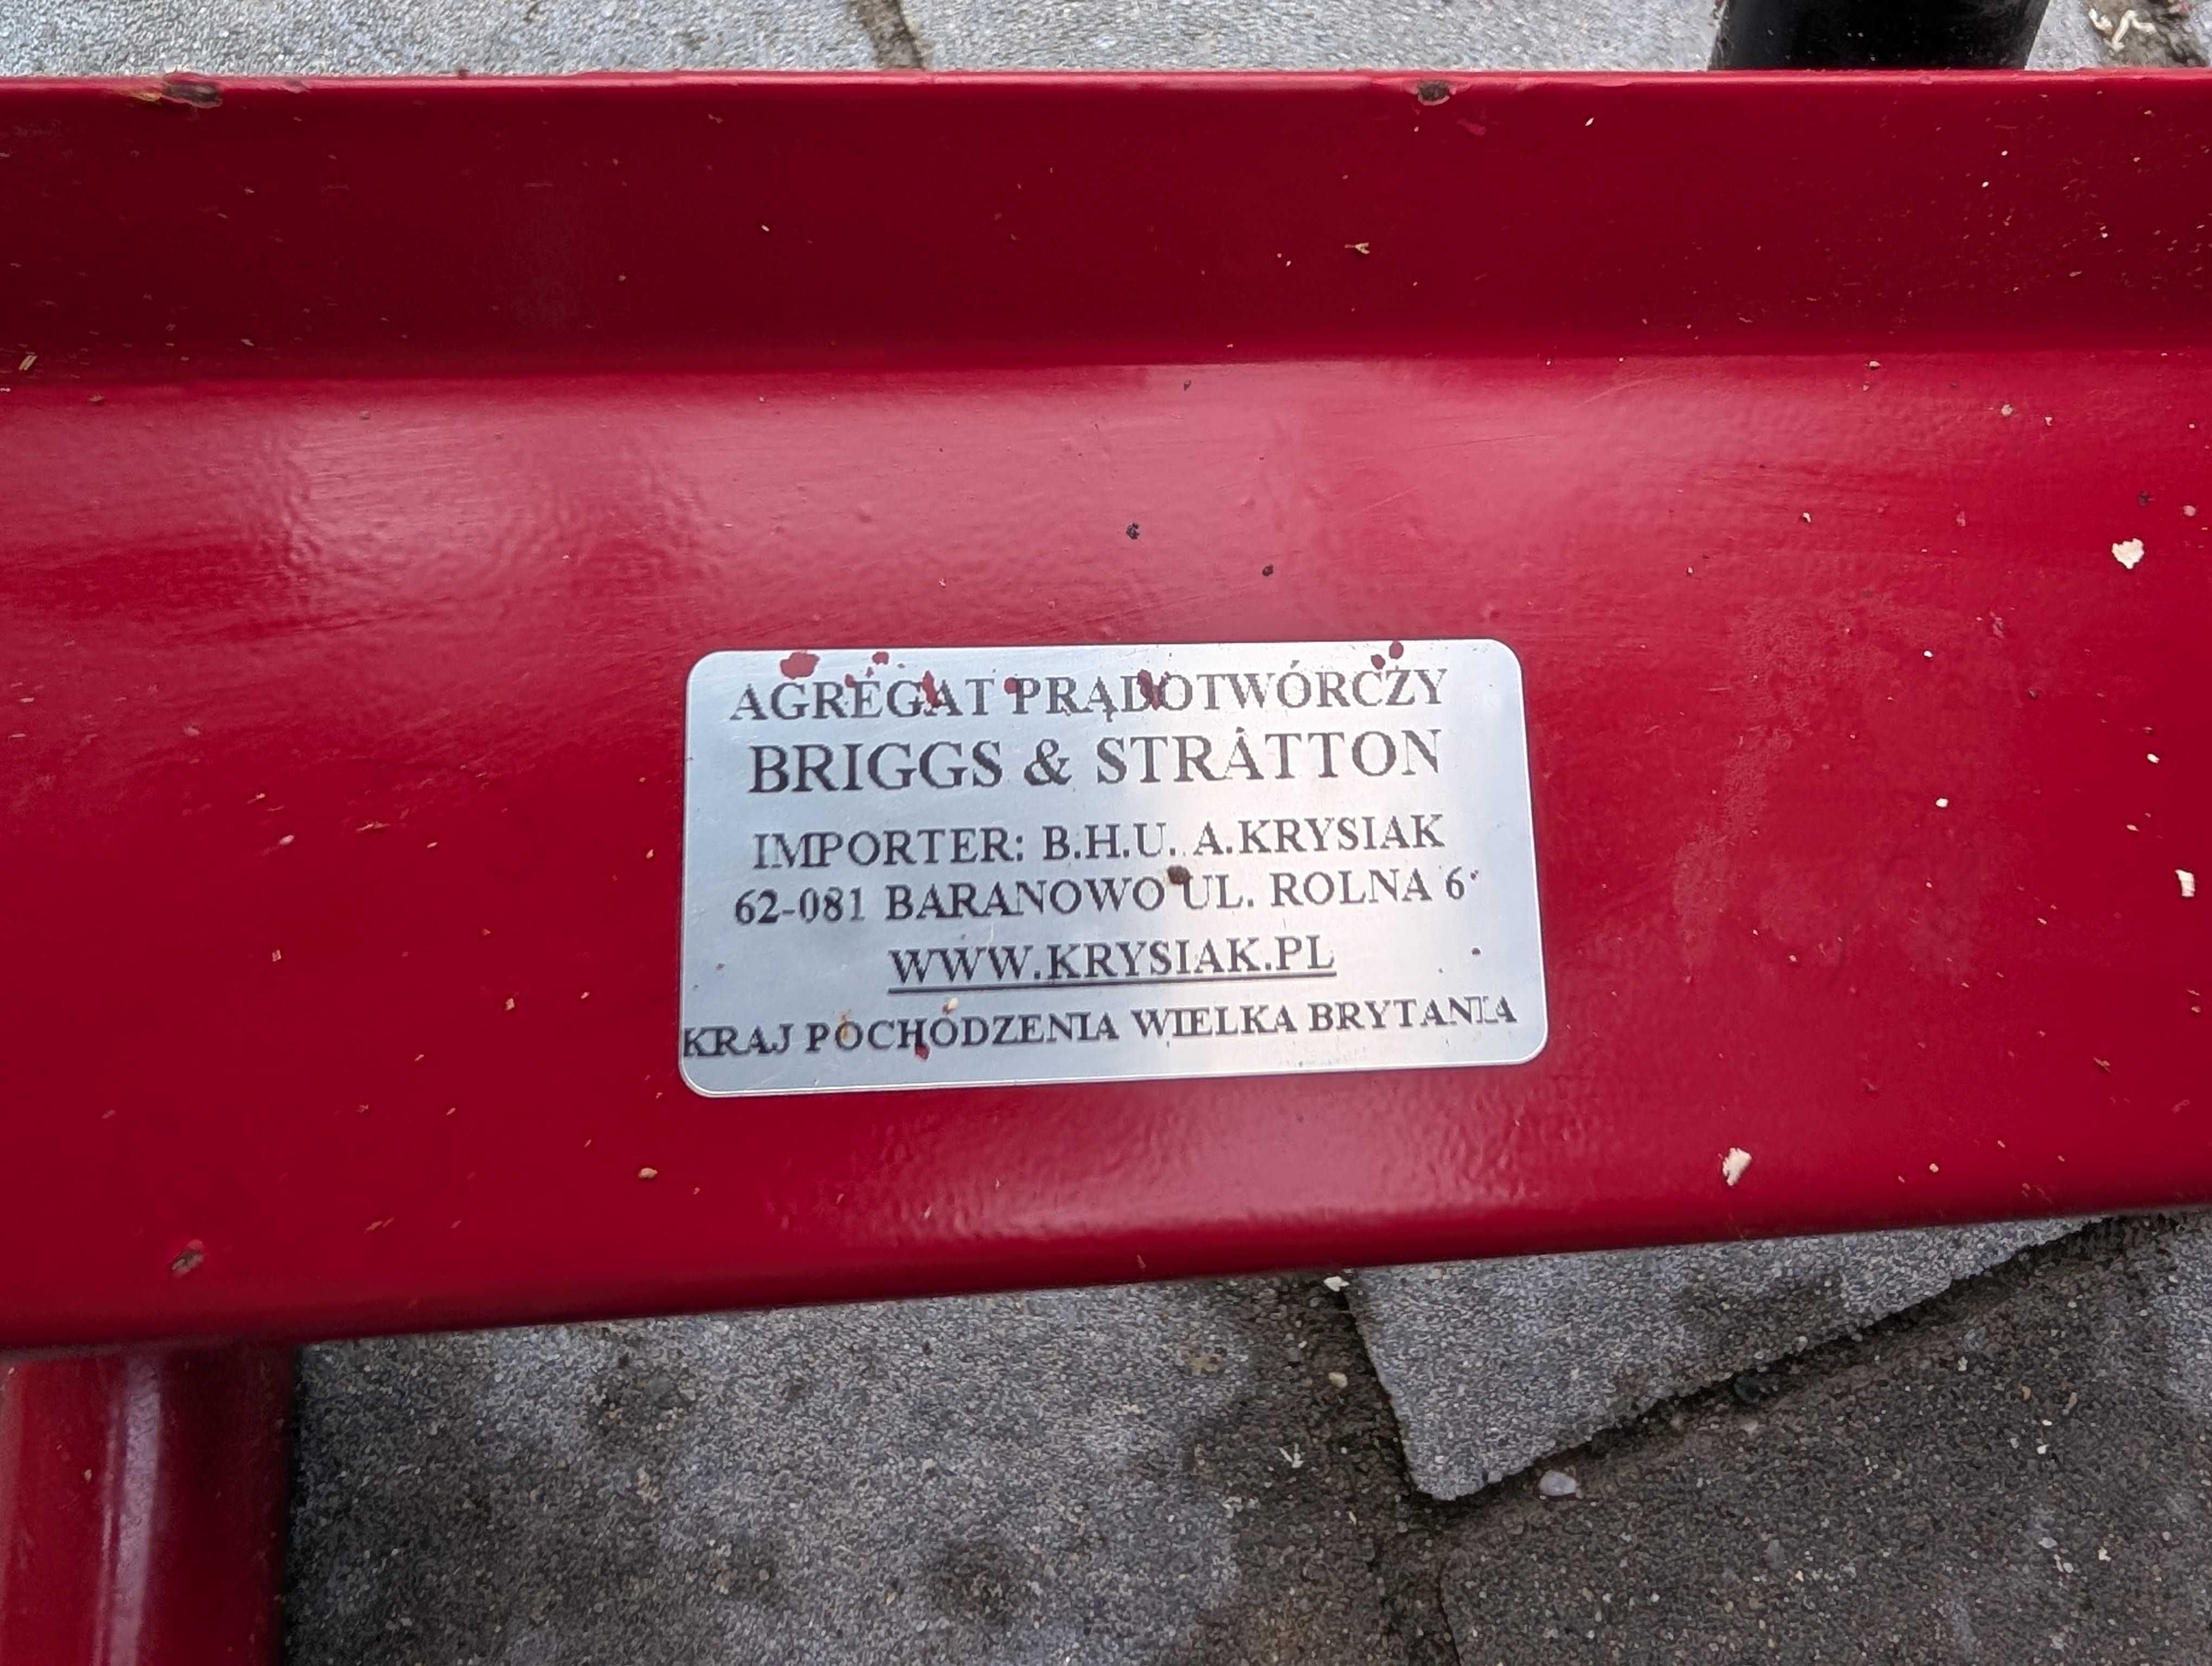 AGREGAT PRĄDOTWÓRCZY
BRIGGS & STRATTON
IMPORTER: B.H.U. A.KRYSIAK
62-081 BARANOWO UL. ROLNA 6
WWW.KRYSIAK.PL
KRAJ POCHODZENIA WIELKA BRYTANIA